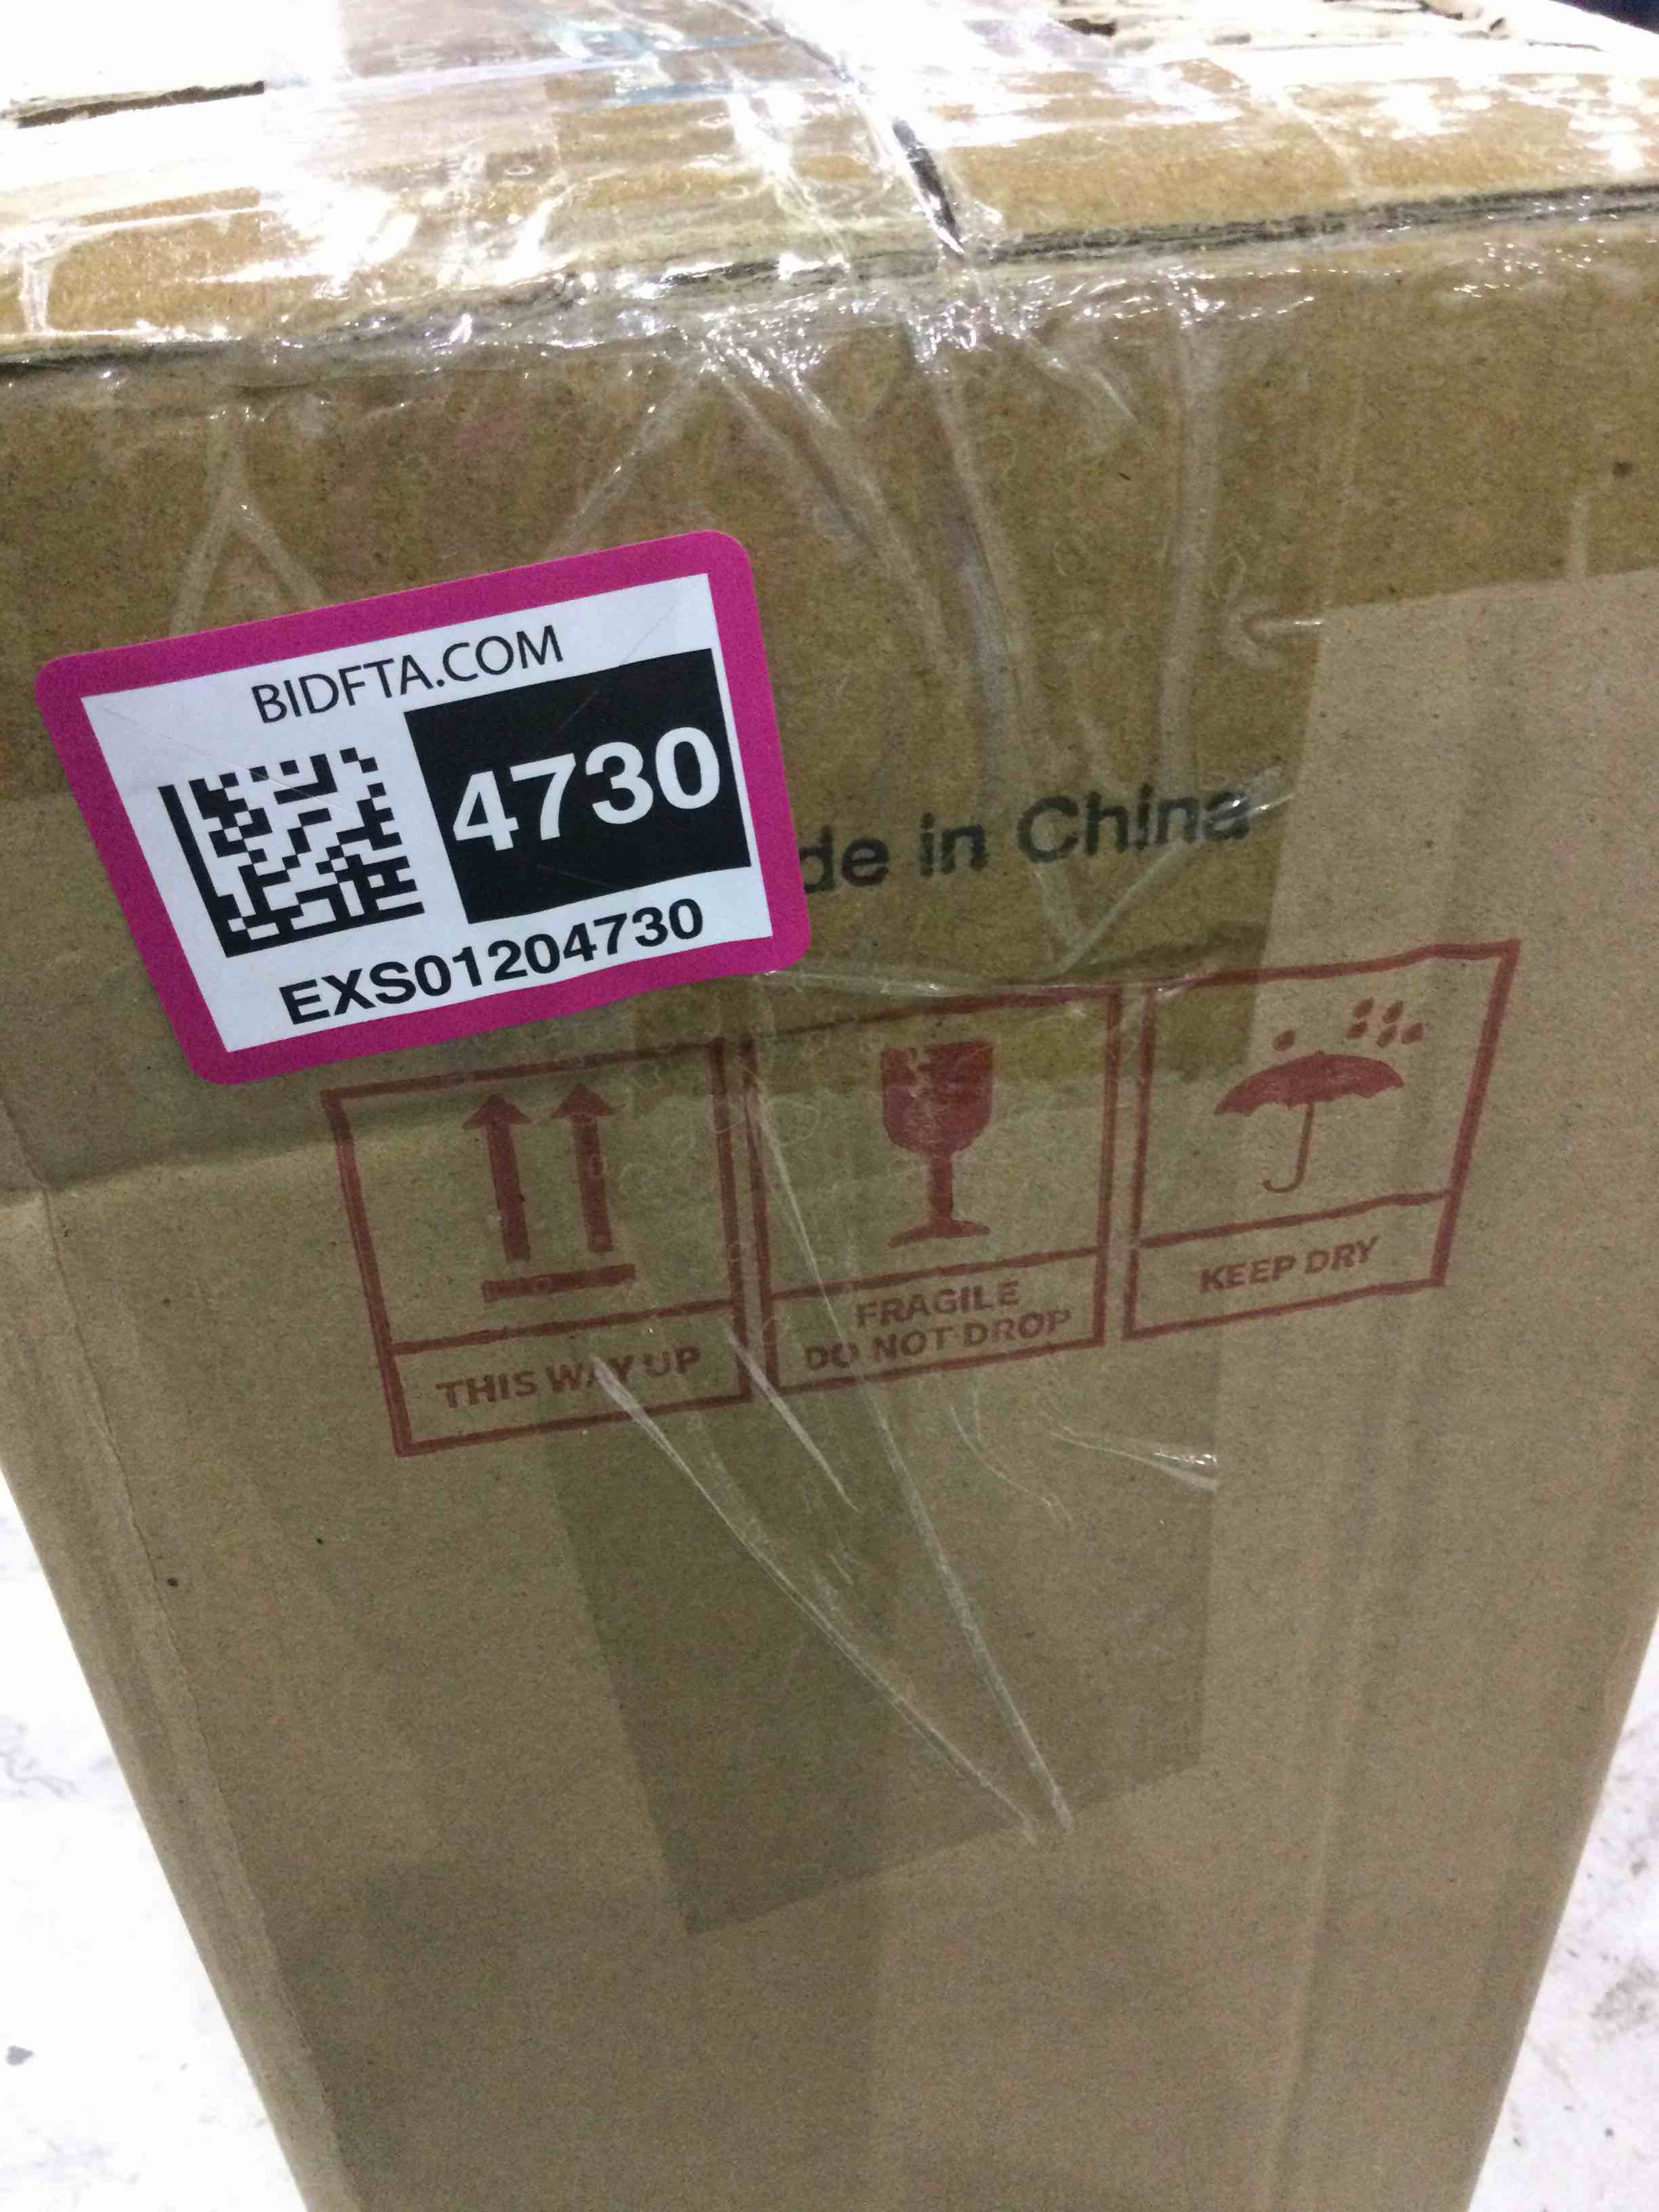 BIDFTA.COM
4730
EXS01204730
de in China
THIS WAY UP
FRAGILE
DO NOT DROP
KEEP DRY